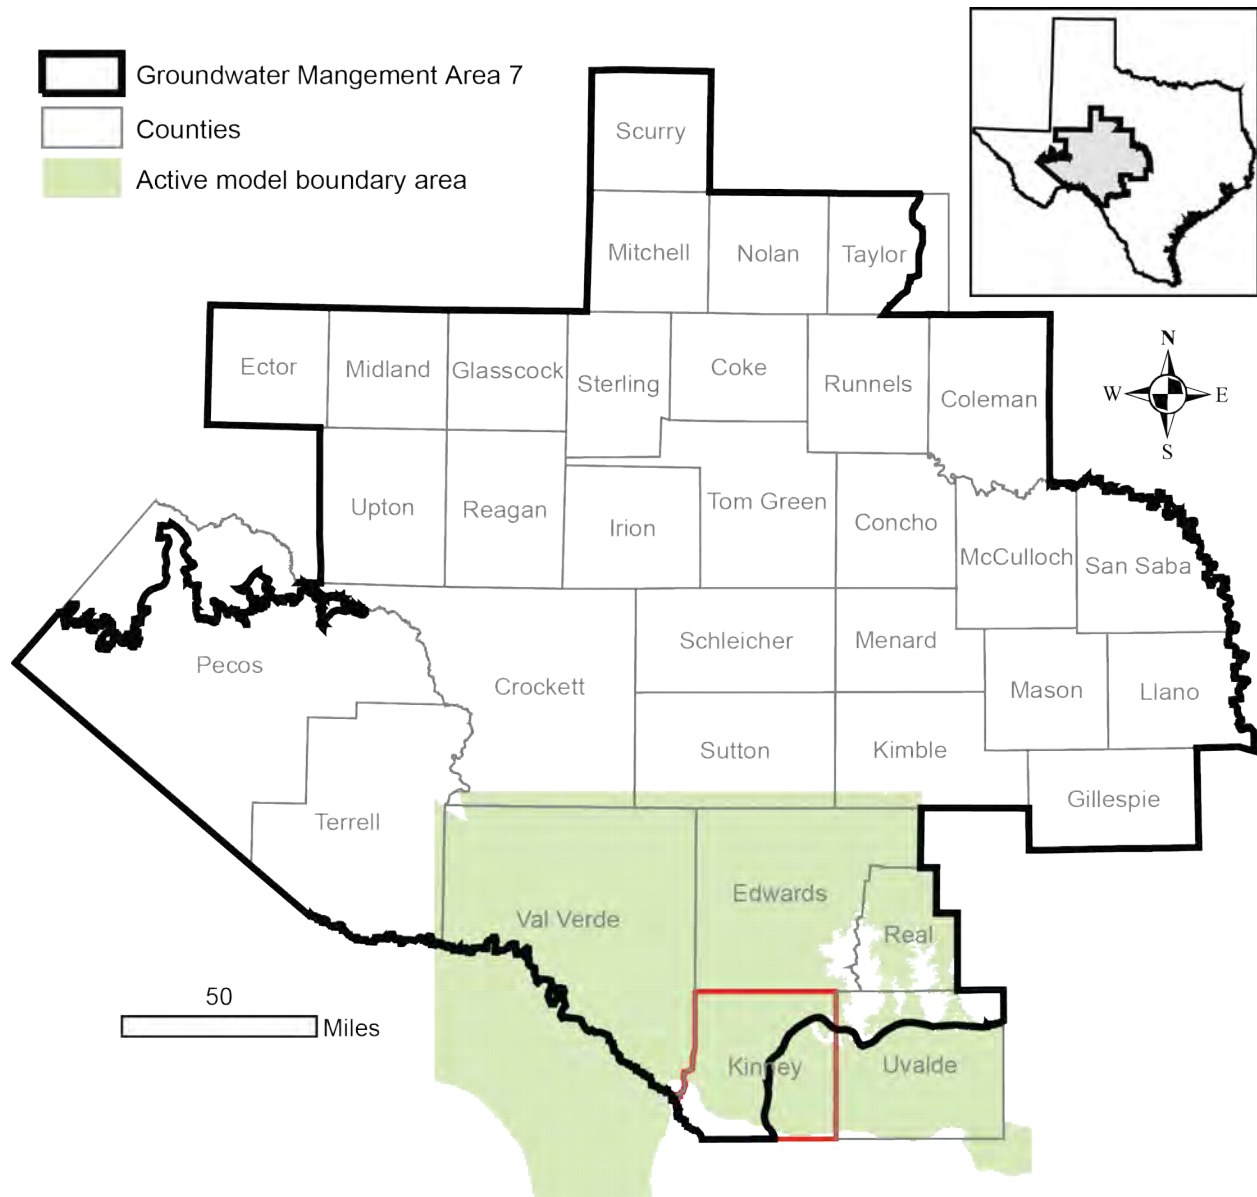 Groundwater Mangement Area 7
Counties
Active model boundary area
Scurry
Mitchell
Nolan
Taylor
N
W
E
S
Ector
Midland
Glasscock
Sterling
Coke
Runnels
Coleman
Upton
Reagan
Irion
Tom Green
Concho
McCulloch
San Saba
Pecos
Crockett
Schleicher
Menard
Mason
Llano
Sutton
Kimble
Gillespie
Terrell
Val Verde
Edwards
Real
50
Miles
Kinney
Uvalde